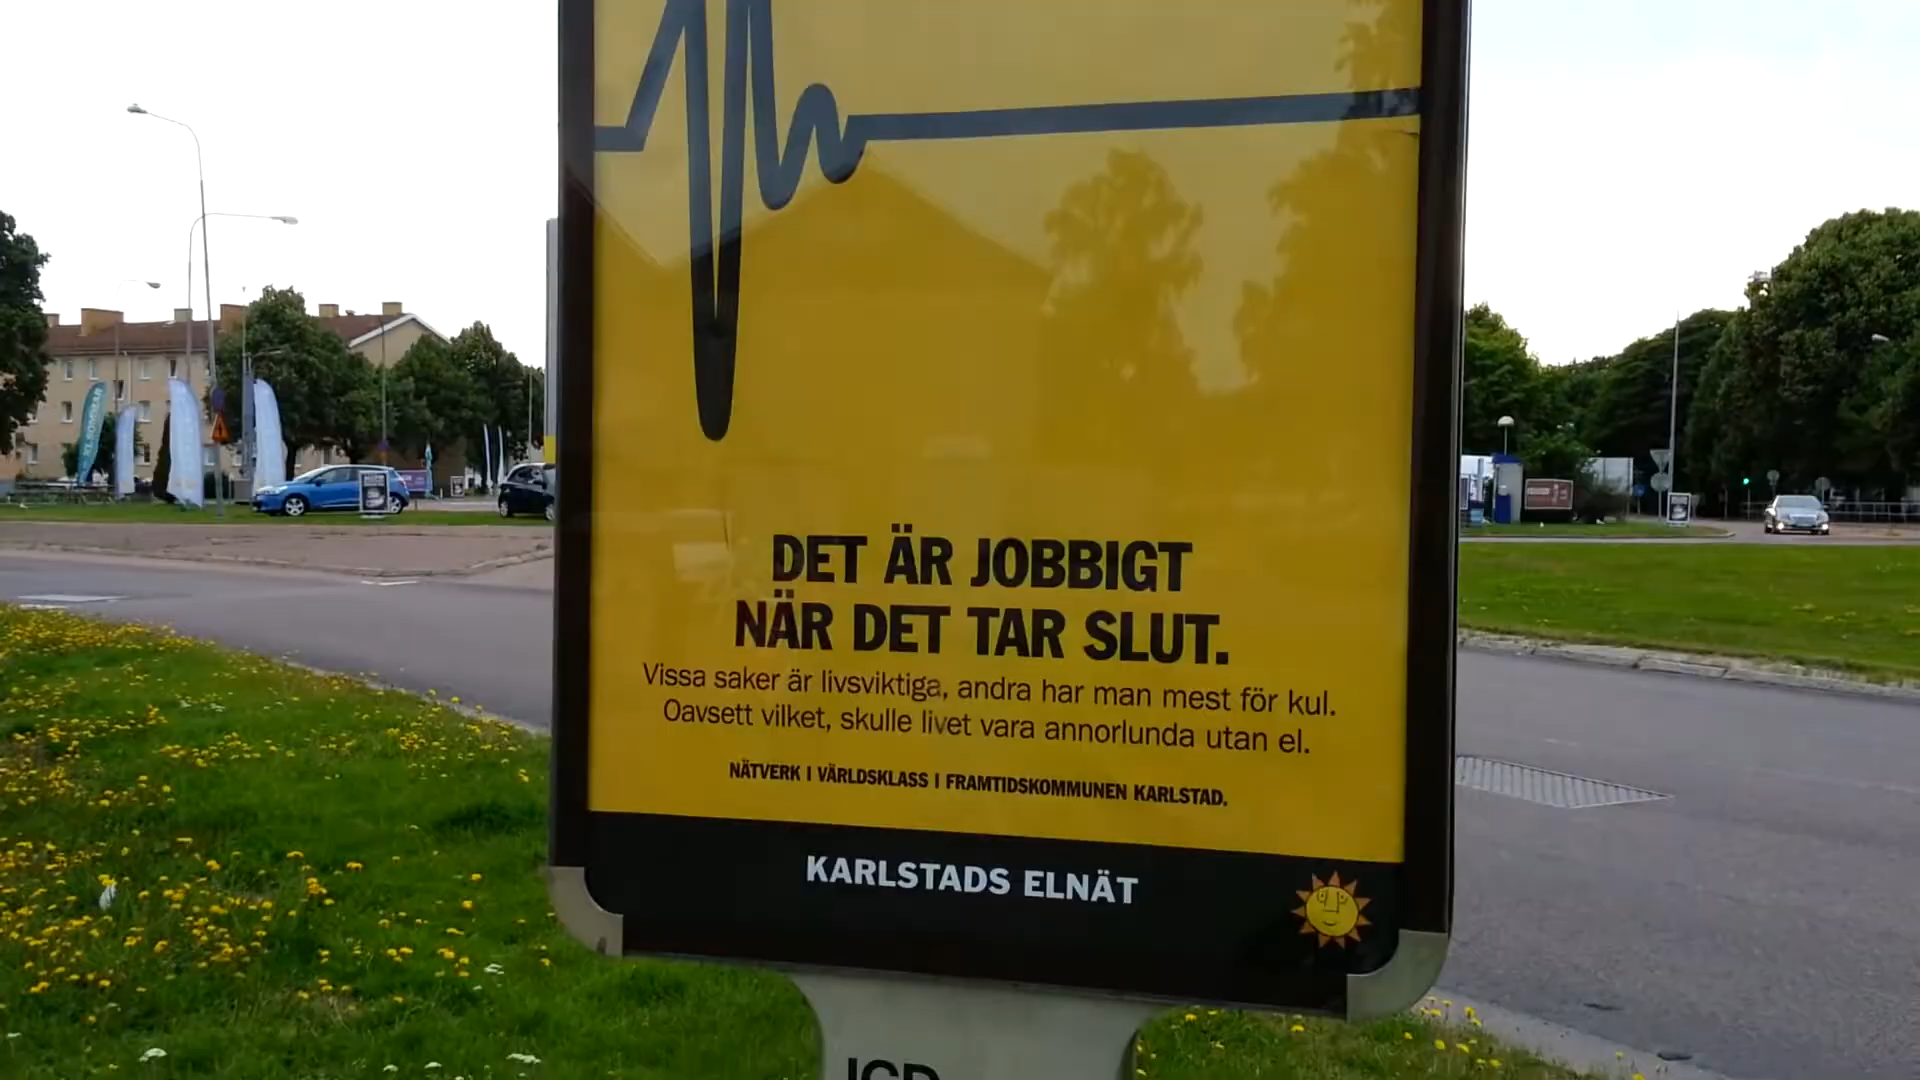 DET ÄR JOBBIGT
NÄR DET TAR SLUT.
Vissa saker är livsviktiga, andra har man mest för kul.
Oavsett vilket, skulle livet vara annorlunda utan el.
NÄTVERK I VÄRLDSKLASS I FRAMTIDSKOMMUNEN KARLSTAD.
KARLSTADS ELNÄT